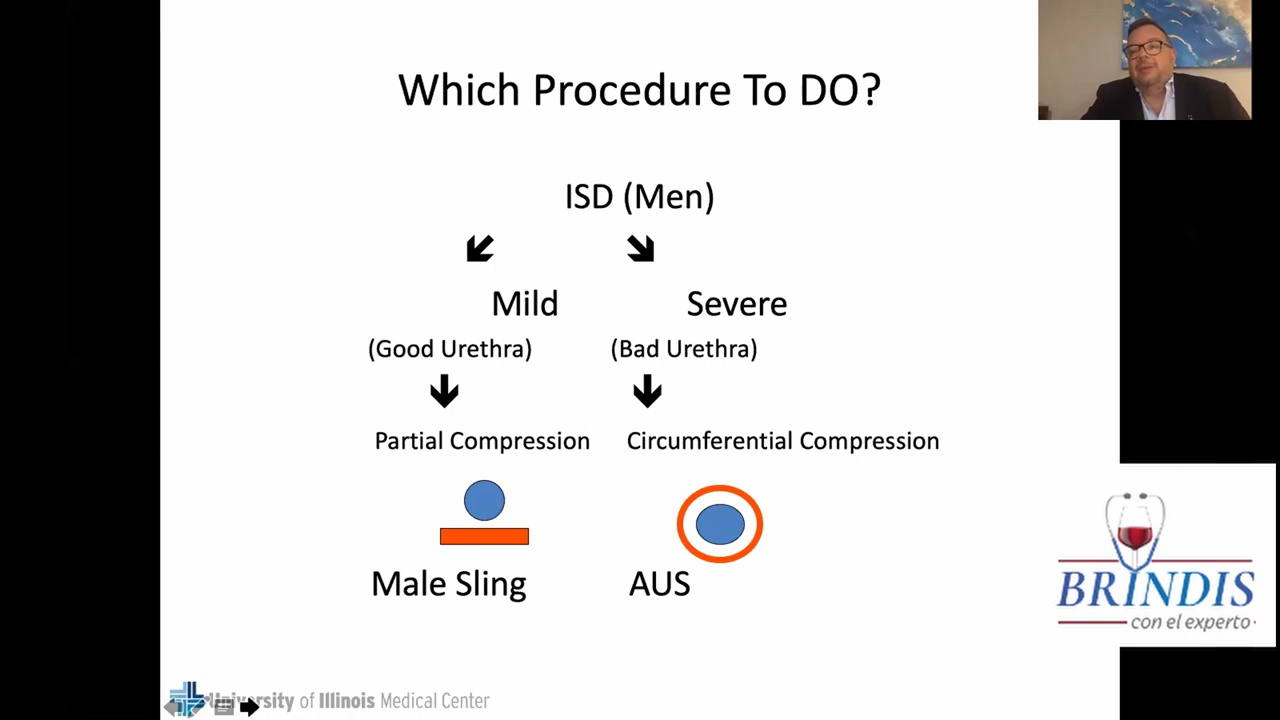 Which Procedure To DO?
ISD (Men)
Mild Severe
(Good Urethra) (Bad Urethra)
Partial Compression Circumferential Compression
Male Sling AUS
BRINDIS
con el experto
University of Illinois Medical Center